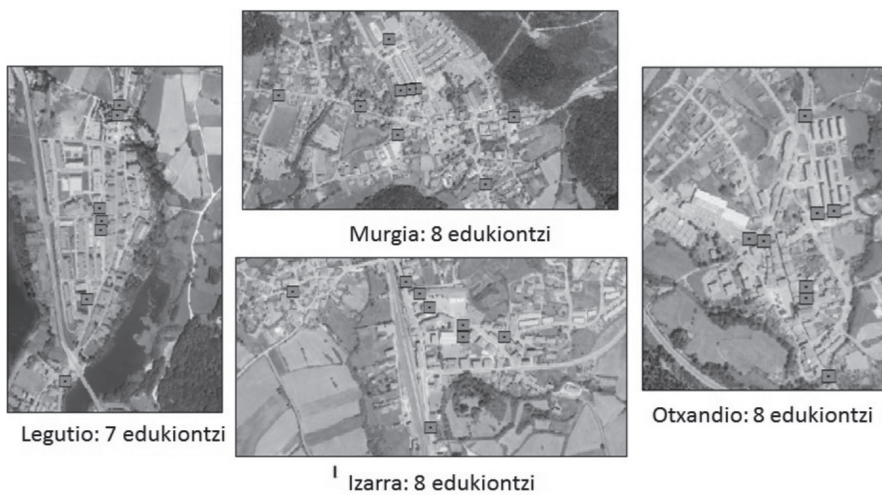 Murgia: 8 edukiontzi
Legutio: 7 edukiontzi
Otxandio: 8 edukiontzi
Izarra: 8 edukiontzi